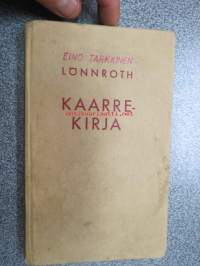 EINO TARKKINEN
LÖNNROTH
KAARRE-
KIRJA